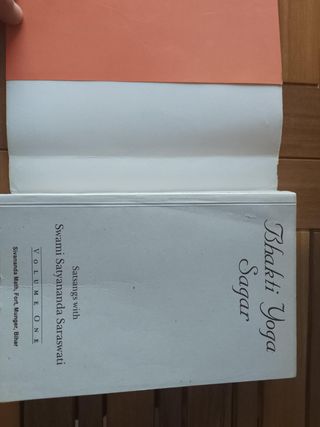 Bhakti Yoga
Sagar
Satsangs with
Swami Satyananda Saraswati
VOLUME ONE
Sivananda Math, Fort, Munger, Bihar